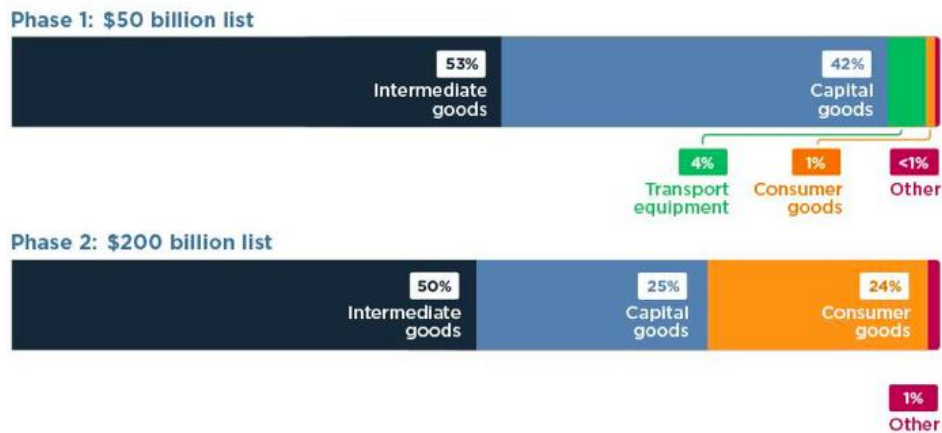 Phase 1: $50 billion list
53%
Intermediate
goods
42%
Capital
goods
4%
Transport
equipment
1%
Consumer
goods
<1%
Other
Phase 2: $200 billion list
50%
Intermediate
goods
25%
Capital
goods
24%
Consumer
goods
1%
Other